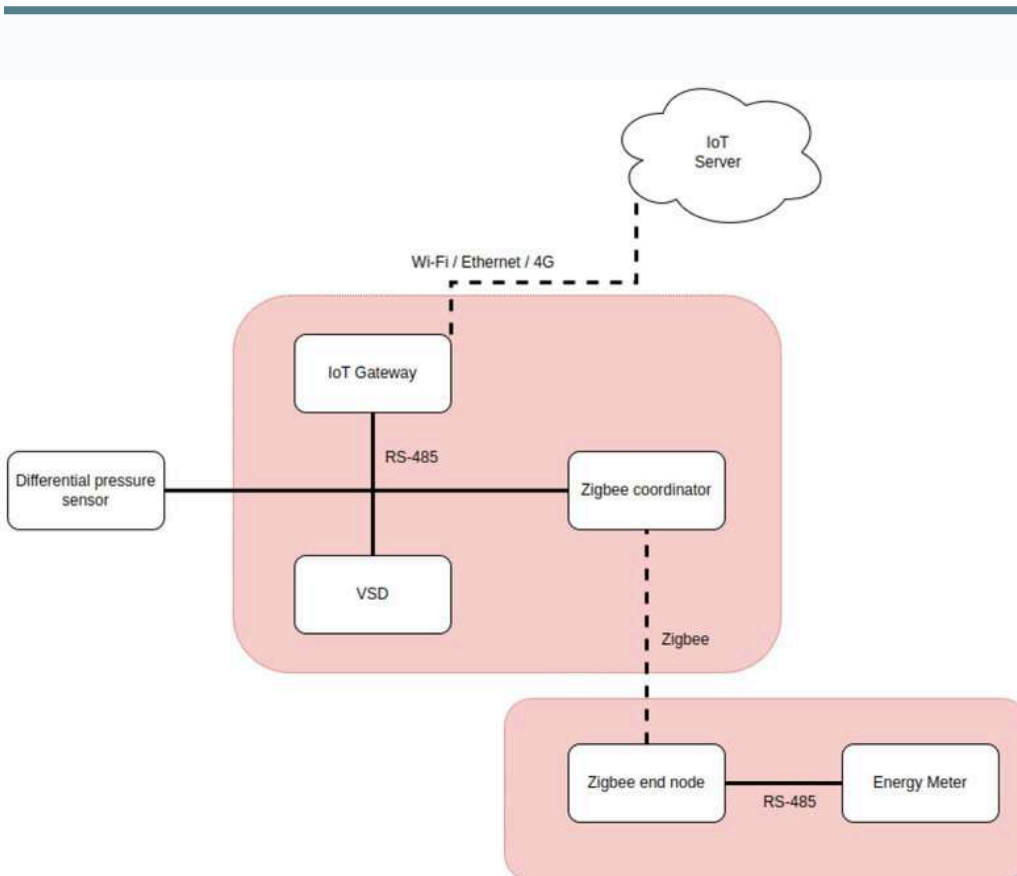 IoT
Server
Wi-Fi / Ethernet / 4G
IoT Gateway
RS-485
Differential pressure
sensor
Zigbee coordinator
VSD
Zigbee
Zigbee end node
RS-485
Energy Meter